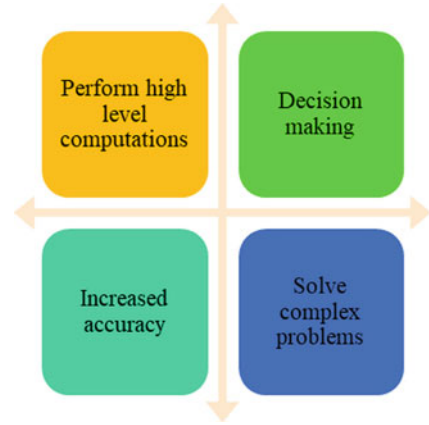 Perform high
level
computations
Decision
making
Increased
accuracy
Solve
complex
problems